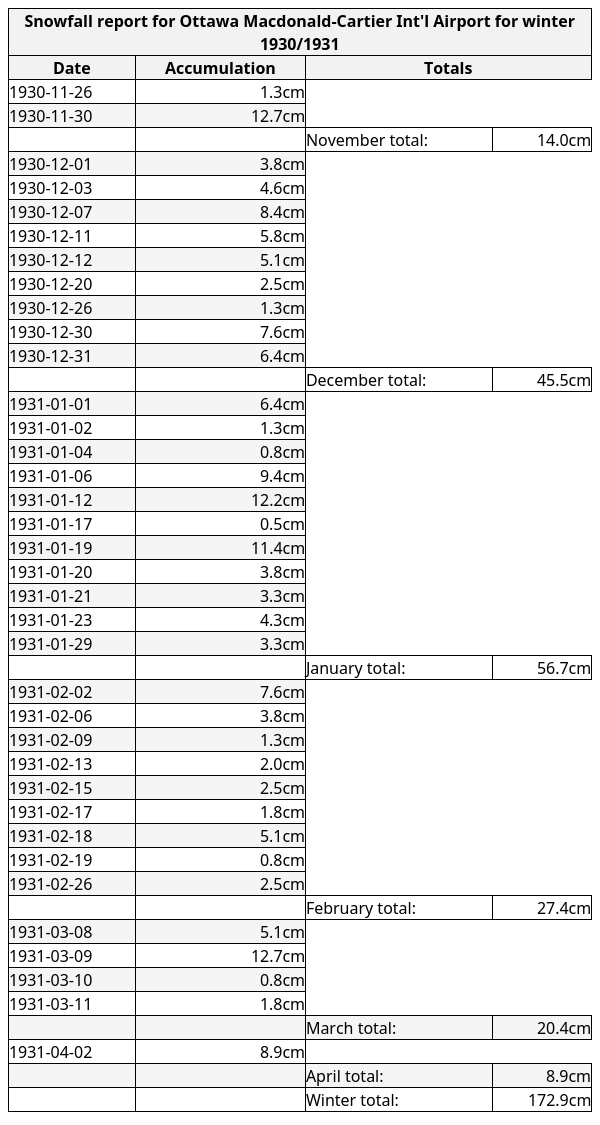 Snowfall report for Ottawa Macdonald-Cartier Int'l Airport for winter
1930/1931
Date Accumulation Totals
1930-11-26 1.3cm
1930-11-30 12.7cm
November total: 14.0cm
1930-12-01 3.8cm
1930-12-03 4.6cm
1930-12-07 8.4cm
1930-12-11 5.8cm
1930-12-12 5.1cm
1930-12-20 2.5cm
1930-12-26 1.3cm
1930-12-30 7.6cm
1930-12-31 6.4cm
December total: 45.5cm
1931-01-01 6.4cm
1931-01-02 1.3cm
1931-01-04 0.8cm
1931-01-06 9.4cm
1931-01-12 12.2cm
1931-01-17 0.5cm
1931-01-19 11.4cm
1931-01-20 3.8cm
1931-01-21 3.3cm
1931-01-23 4.3cm
1931-01-29 3.3cm
January total: 56.7cm
1931-02-02 7.6cm
1931-02-06 3.8cm
1931-02-09 1.3cm
1931-02-13 2.0cm
1931-02-15 2.5cm
1931-02-17 1.8cm
1931-02-18 5.1cm
1931-02-19 0.8cm
1931-02-26 2.5cm
February total: 27.4cm
1931-03-08 5.1cm
1931-03-09 12.7cm
1931-03-10 0.8cm
1931-03-11 1.8cm
March total: 20.4cm
1931-04-02 8.9cm
April total: 8.9cm
Winter total: 172.9cm